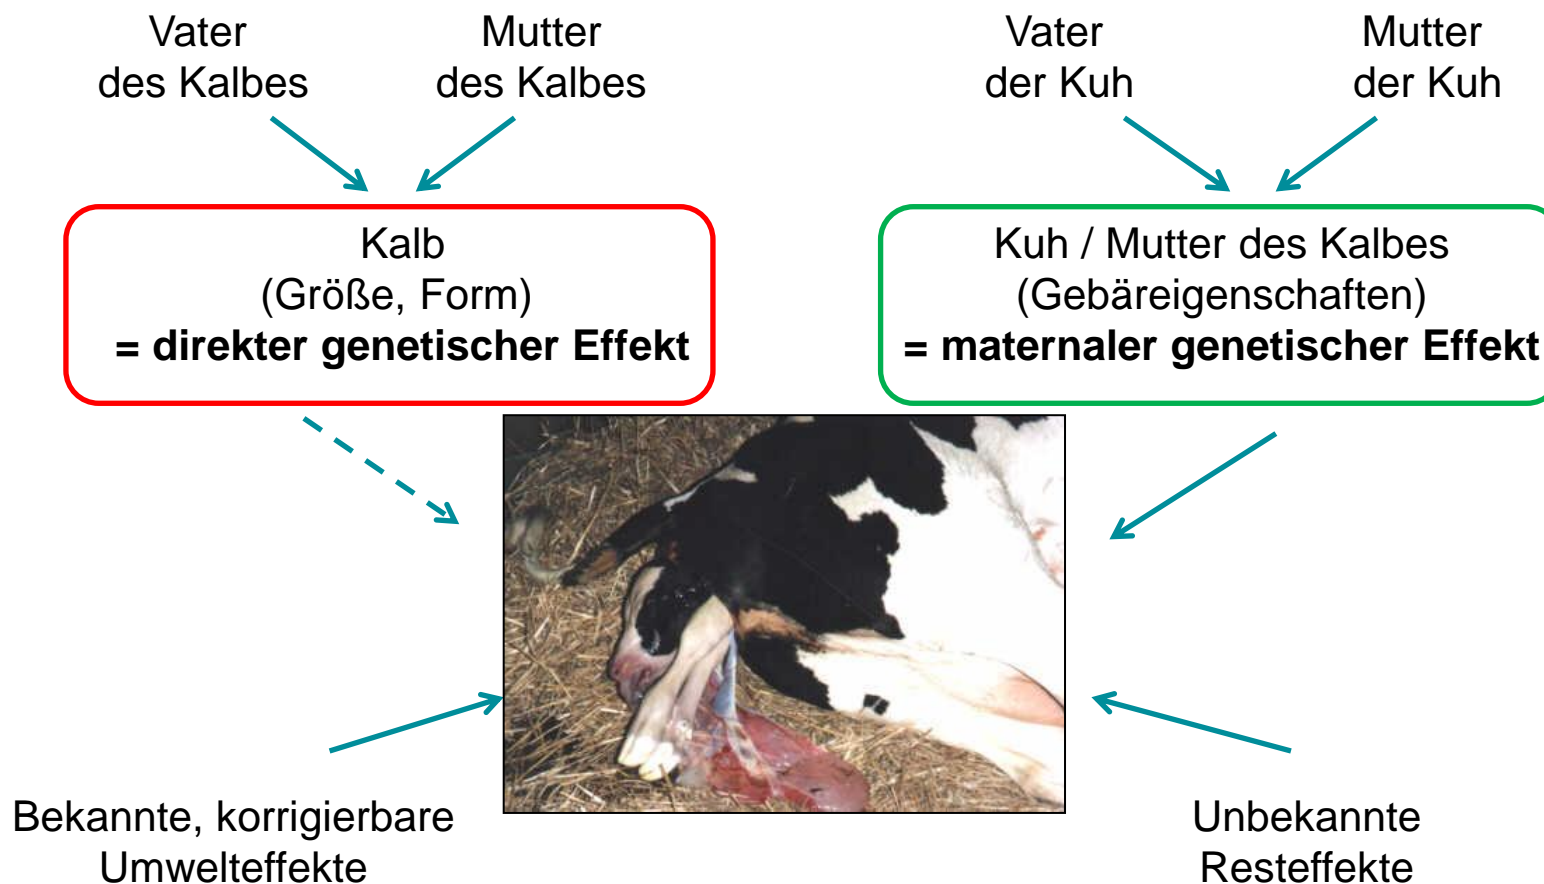 Vater
des Kalbes
Mutter
des Kalbes
Vater
der Kuh
Mutter
der Kuh
Kalb
(Größe, Form)
= direkter genetischer Effekt
Kuh / Mutter des Kalbes
(Gebäreigenschaften)
= maternaler genetischer Effekt
Bekannte, korrigierbare
Umwelteffekte
Unbekannte
Resteffekte